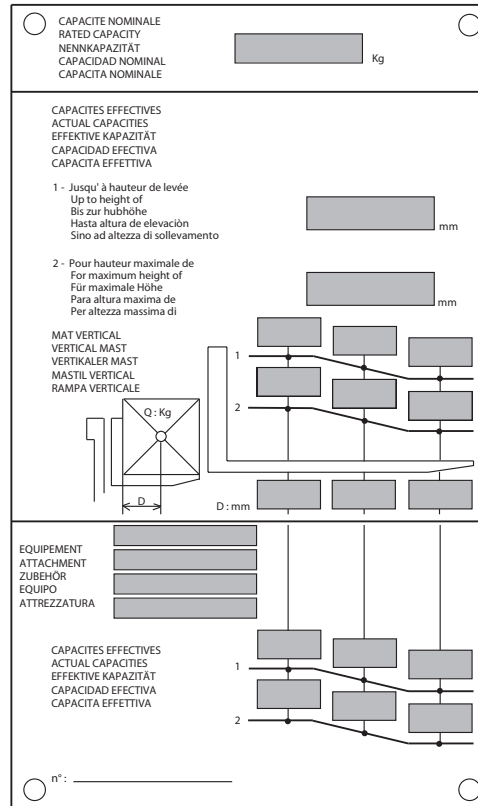 CAPACITE NOMINALE
RATED CAPACITY
NENNKAPAZITÄT
CAPACIDAD NOMINAL
CAPACITA NOMINALE
Kg
CAPACITES EFFECTIVES
ACTUAL CAPACITIES
EFFEKTIVE KAPAZITÄT
CAPACIDAD EFECTIVA
CAPACITA EFFETTIVA
1 - Jusqu' à hauteur de levée
Up to height of
Bis zur hubhöhe
Hasta altura de elevaciòn
Sino ad altezza di sollevamento
mm
2 - Pour hauteur maximale de
For maximum height of
Für maximale Höhe
Para altura maxima de
Per altezza massima di
mm
MAT VERTICAL
VERTICAL MAST
VERTIKALER MAST
MASTIL VERTICAL
RAMPA VERTICALE
1
2
Q : Kg
D
D : mm
EQUIPEMENT
ATTACHMENT
ZUBEHÖR
EQUIPO
ATTREZZATURA
CAPACITES EFFECTIVES
ACTUAL CAPACITIES
EFFEKTIVE KAPAZITÄT
CAPACIDAD EFECTIVA
CAPACITA EFFETTIVA
1
2
n° :